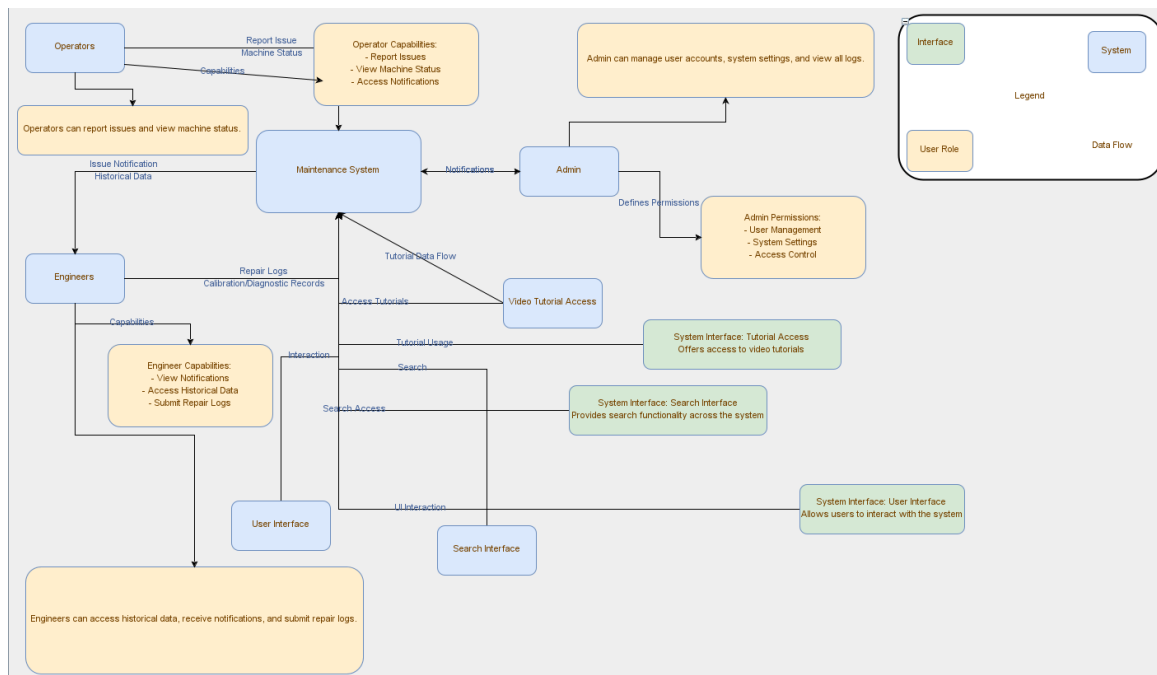 Operators
Report Issue
Machine Status
Capabilities
Operator Capabilities:
- Report Issues
- View Machine Status
- Access Notifications
Admin can manage user accounts, system settings, and view all logs.
Interface
System
Legend
User Role
Data Flow
Operators can report issues and view machine status.
Issue Notification
Historical Data
Maintenance System
Notifications
Admin
Defines Permissions
Admin Permissions:
- User Management
- System Settings
- Access Control
Tutorial Data Flow
Engineers
Repair Logs
Calibration/Diagnostic Records
Access Tutorials
Video Tutorial Access
Capabilities
Tutorial Usage
System Interface: Tutorial Access
Offers access to video tutorials
Interaction
Search
Engineer Capabilities:
- View Notifications
- Access Historical Data
- Submit Repair Logs
Search Access
System Interface: Search Interface
Provides search functionality across the system
User Interface
UI Interaction
System Interface: User Interface
Allows users to interact with the system
Search Interface
Engineers can access historical data, receive notifications, and submit repair logs.